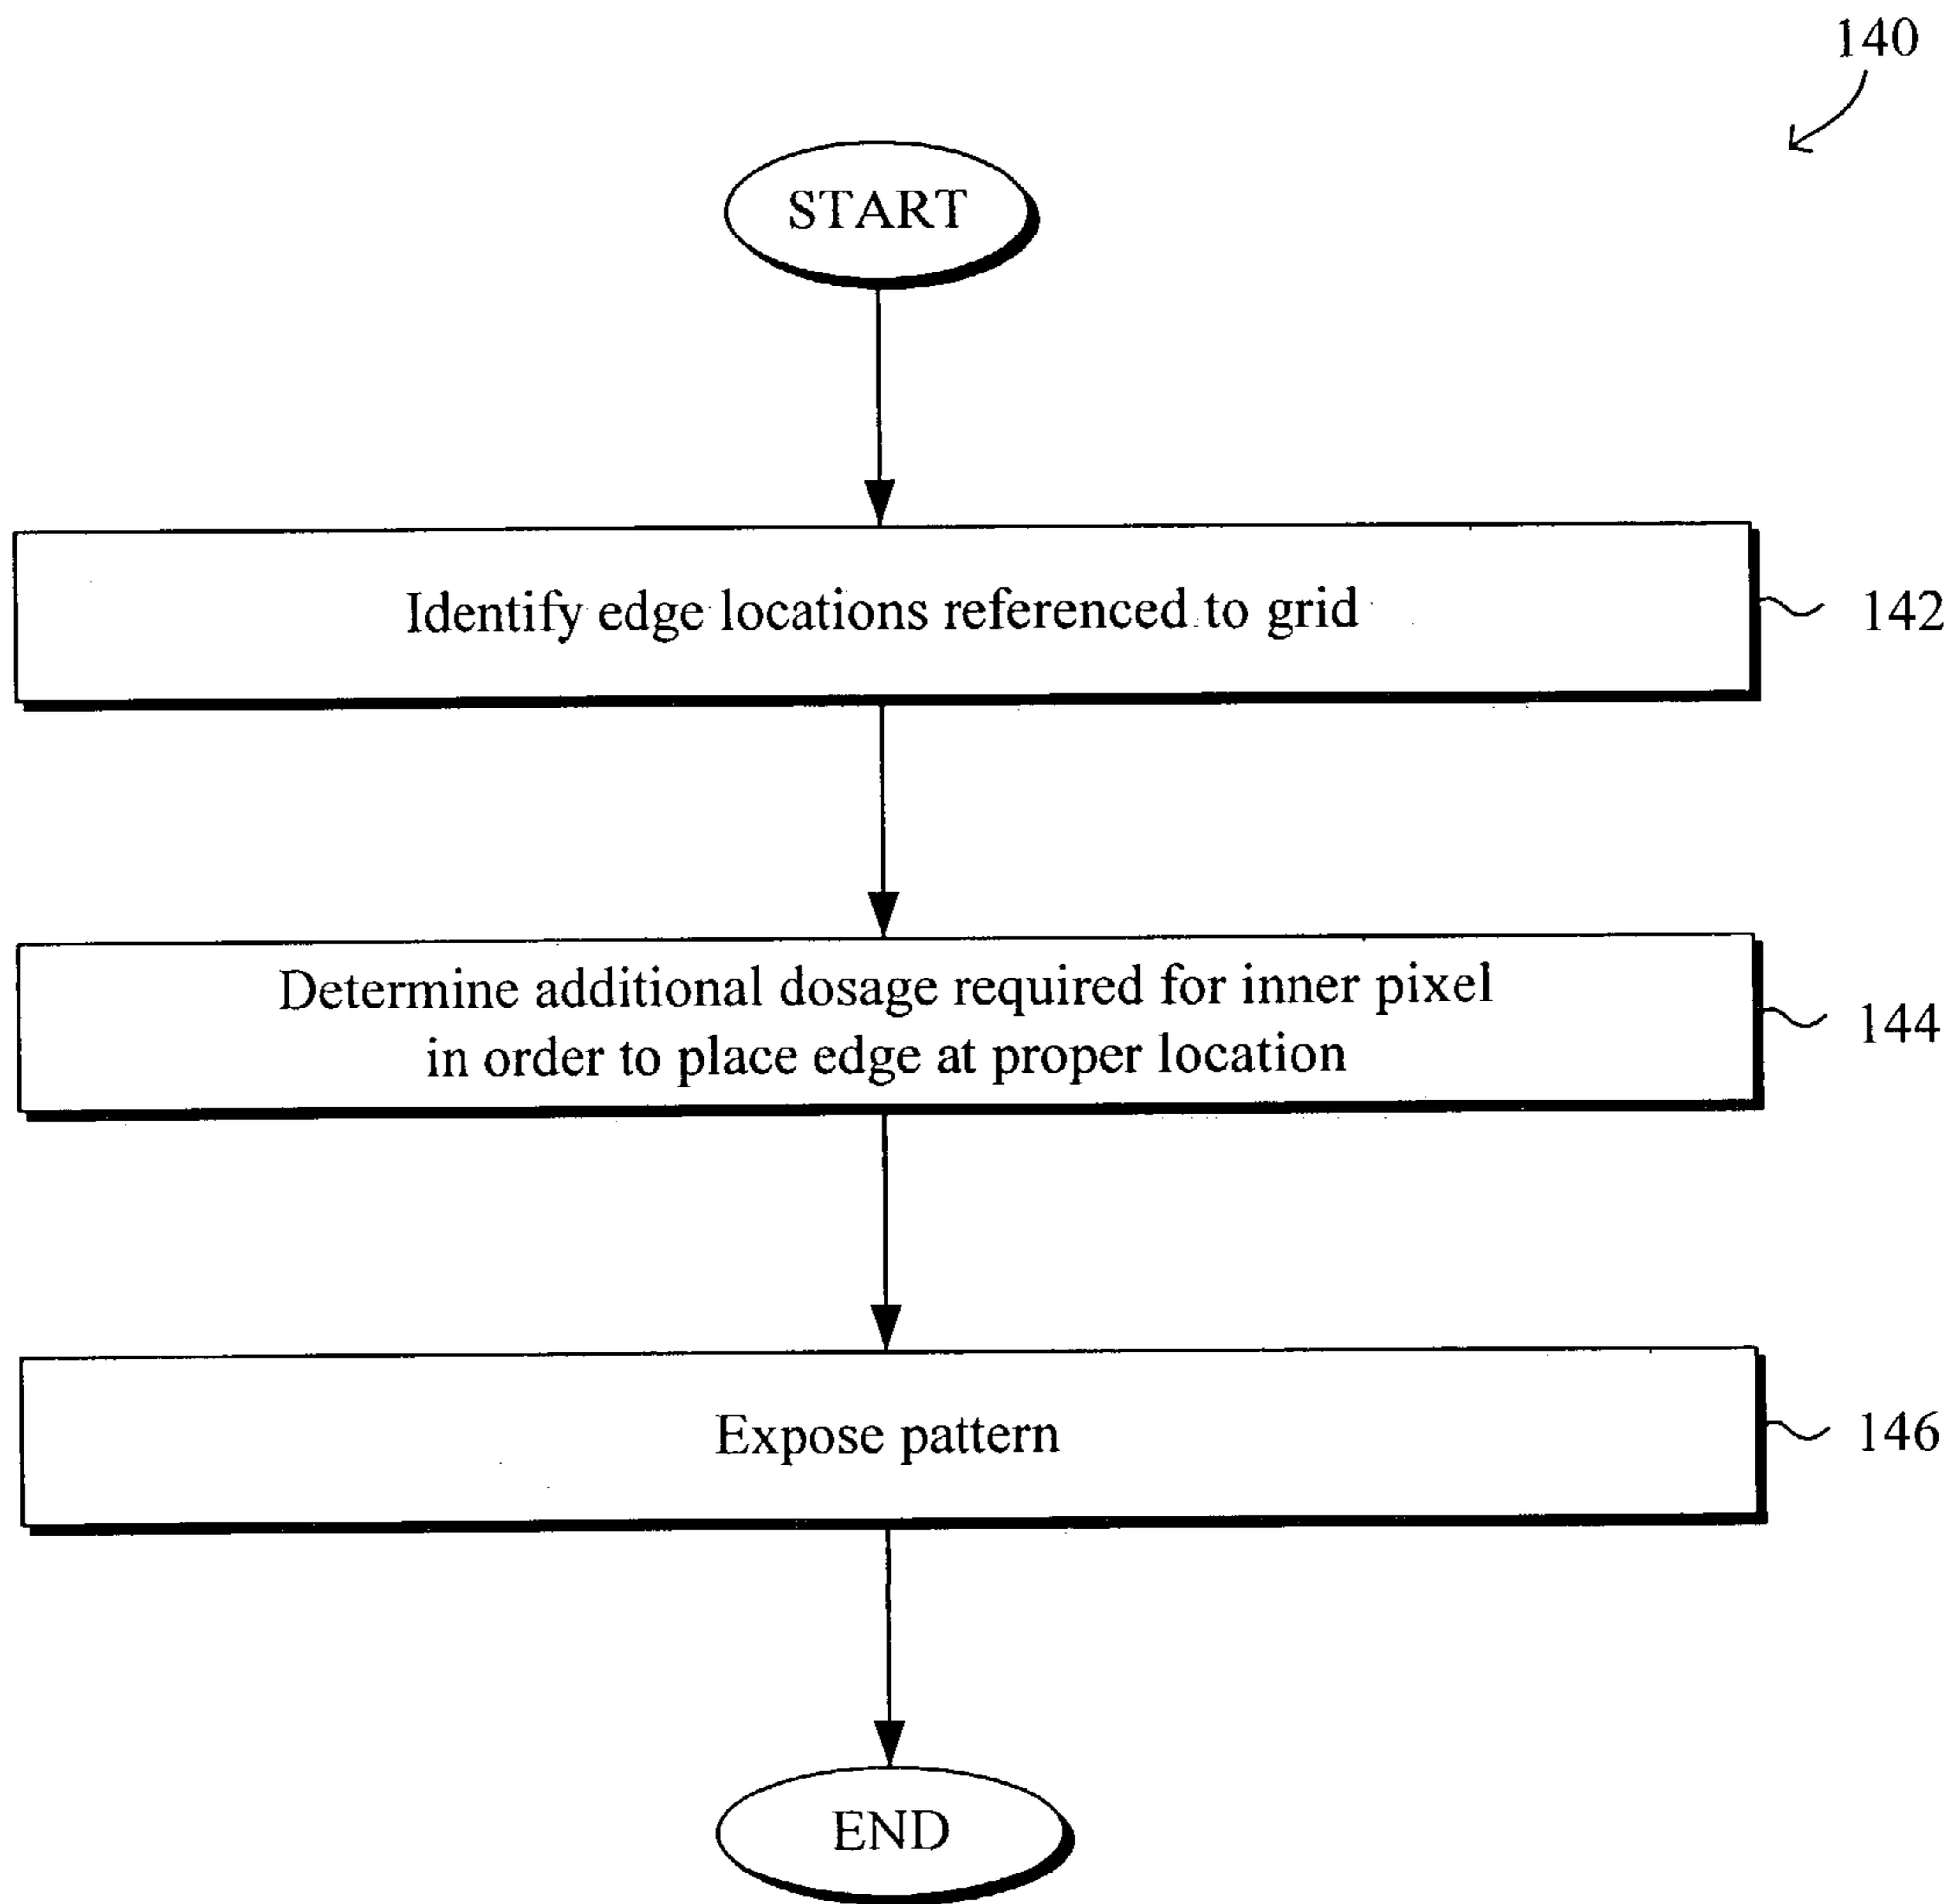 140
START
Identify edge locations referenced to grid
142
Determine additional dosage required for inner pixel
in order to place edge at proper location
144
Expose pattern
146
END